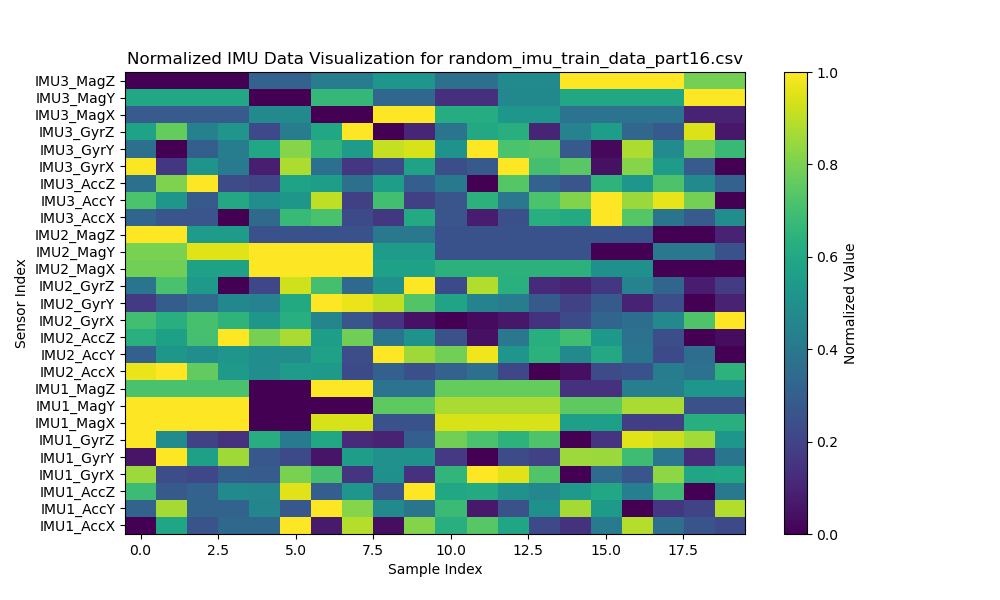 Normalized IMU Data Visualization for random_imu_train_data_part16.csv
IMU3_MagZ
IMU3_MagY
IMU3_MagX
IMU3_GyrZ
IMU3_GyrY
IMU3_GyrX
IMU3_AccZ
IMU3_AccY
IMU3_AccX
IMU2_MagZ
IMU2_MagY
IMU2_MagX
IMU2_GyrZ
IMU2_GyrY
IMU2_GyrX
IMU2_AccZ
IMU2_AccY
IMU2_AccX
IMU1_MagZ
IMU1_MagY
IMU1_MagX
IMU1_GyrZ
IMU1_GyrY
IMU1_GyrX
IMU1_AccZ
IMU1_AccY
IMU1_AccX
Sensor Index
0.0 2.5 5.0 7.5 10.0 12.5 15.0 17.5
Sample Index
1.0
0.8
0.6
0.4
0.2
0.0
Normalized Value